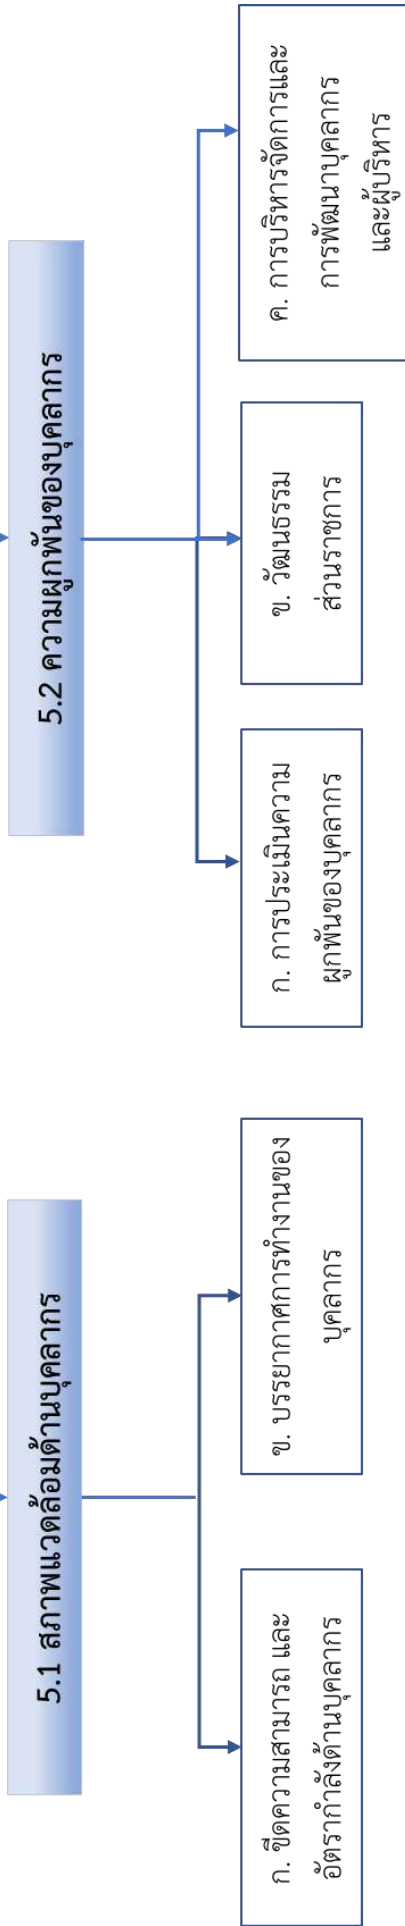 5.1 สภาพแวดล้อมด้านบุคลากร
ก. ขีดความสามารถ และ
อัตรากำลังด้านบุคลากร
ข. บรรยากาศการทำงานของ
บุคลากร
5.2 ความผูกพันของบุคลากร
ก. การประเมินความ
ผูกพันของบุคลากร
ข. วัฒนธรรม
ส่วนราชการ
ค. การบริหารจัดการและ
การพัฒนาบุคลากร
และผู้บริหาร